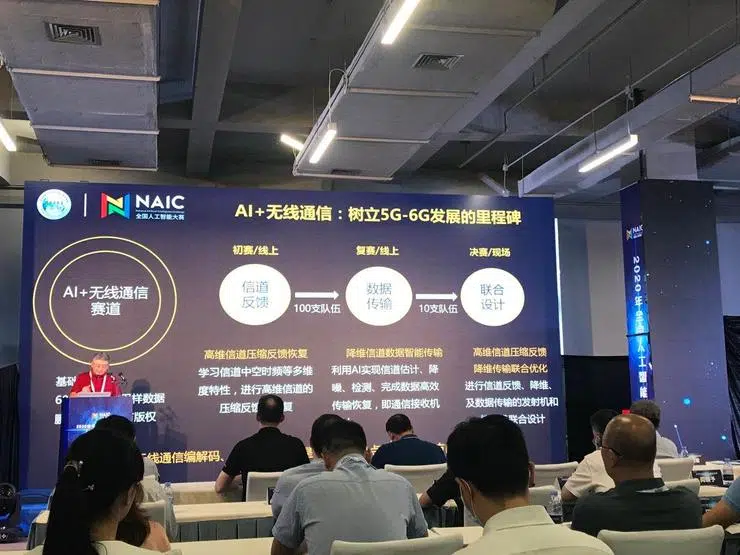 NAIC
全国人工智能大赛
AI+无线通信：树立5G-6G发展的里程碑
AI+无线通信
赛道
初赛/线上
复赛/线上
决赛/现场
信道
反馈
100支队伍
数据
传输
10支队伍
联合
设计
高维信道压缩反馈恢复
学习信道中空时频等多维
度特性，进行高维信道的
压缩反馈
复
降维信道数据智能传输
利用AI实现信道估计、降
噪、检测、完成数据高效
传输恢复，即通信接收机
高维信道压缩反馈
降维传输联合优化
进行信道反馈、降维、
及数据传输的发射机和
联合设计
基础
样数据
版权
线通信编解码、
NAIC
2020
NAIC
2020年全国人工智能